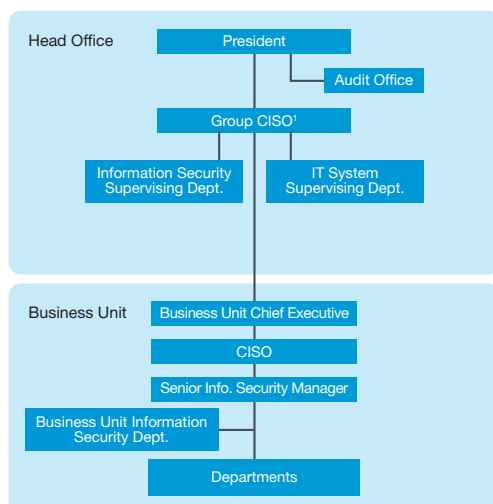 Head Office
President
Audit Office
Group CISO¹
Information Security
Supervising Dept.
IT System
Supervising Dept.
Business Unit
Business Unit Chief Executive
CISO
Senior Info. Security Manager
Business Unit Information
Security Dept.
Departments